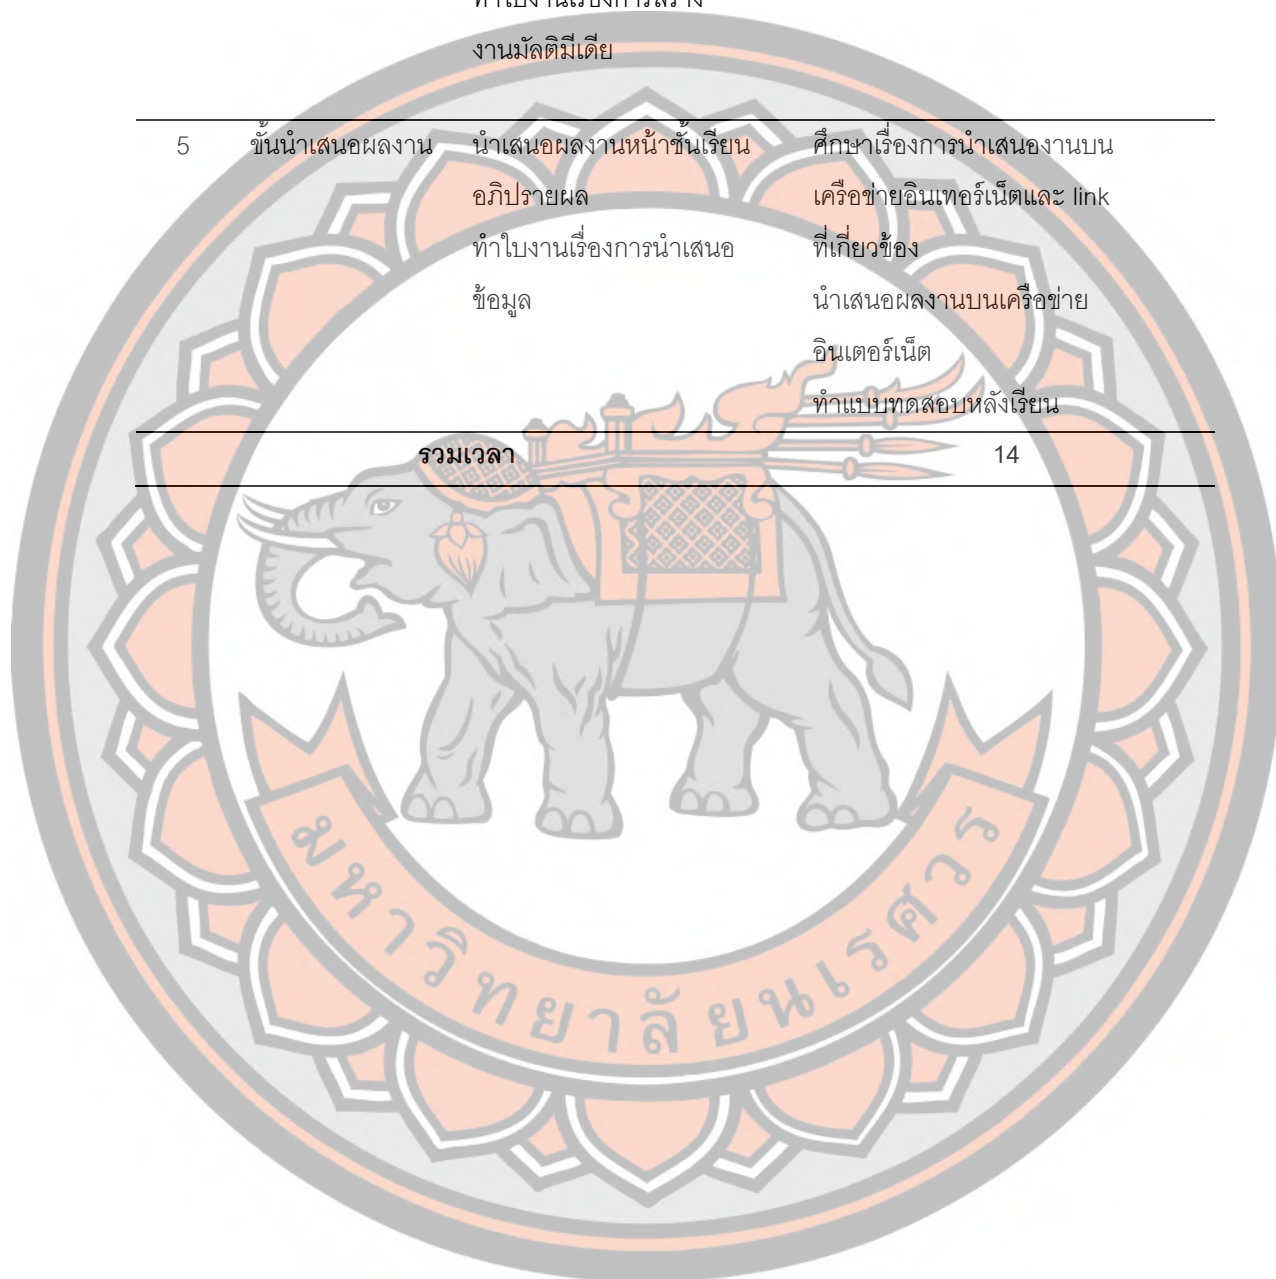 งานมัลติมีเดีย
5 ขั้นนำเสนอผลงาน นำเสนอผลงานหน้าชั้นเรียน ศึกษาเรื่องการนำเสนองานบน
อภิปรายผล เครือข่ายอินเทอร์เน็ตและ link
ทำใบงานเรื่องการนำเสนอ ที่เกี่ยวข้อง
ข้อมูล นำเสนอผลงานบนเครือข่าย
อินเตอร์เน็ต
ทำแบบทดสอบหลังเรียน
รวมเวลา 14
มหาวิทยาลัยนเรศวร